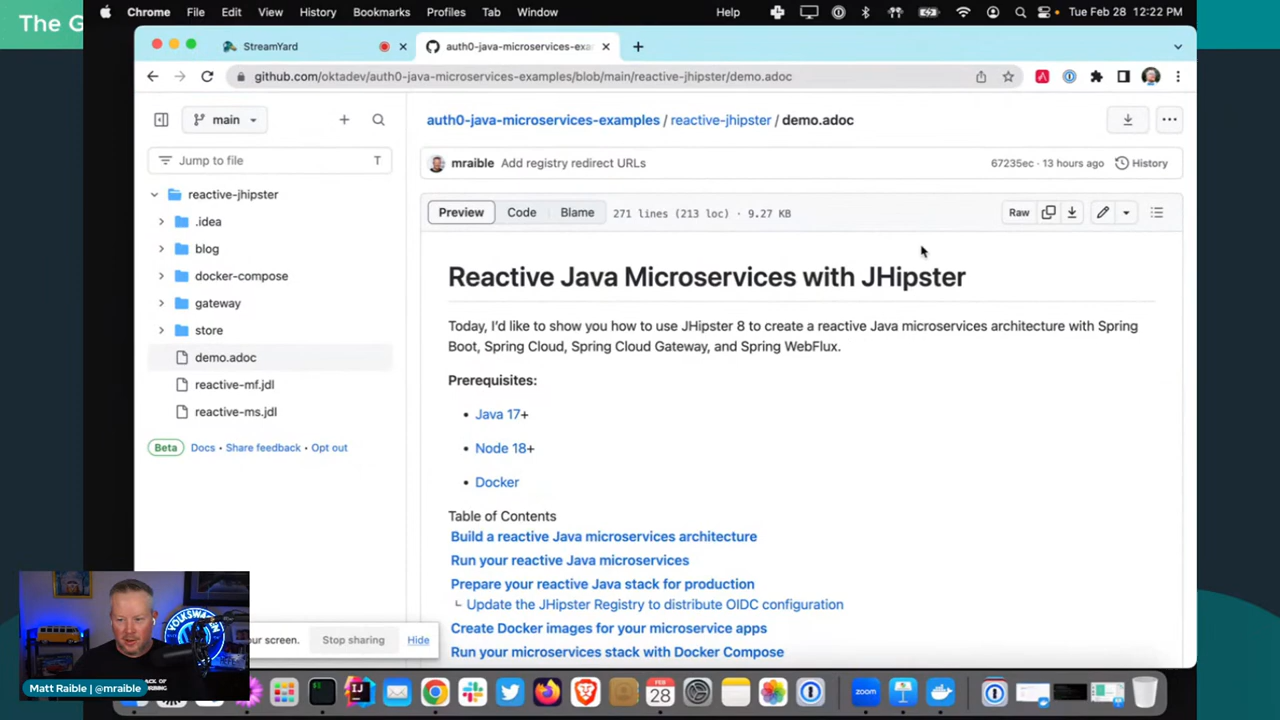 The G
Chrome File Edit View History Bookmarks Profiles Tab Window Help Tue Feb 28 12:22 PM
StreamYard
auth0-java-microservices-exa
github.com/oktadev/auth0-java-microservices-examples/blob/main/reactive-jhipster/demo.adoc
main
auth0-java-microservices-examples / reactive-jhipster / demo.adoc
Jump to file T
mraible Add registry redirect URLs 67235ec · 13 hours ago History
reactive-jhipster
.idea
blog
docker-compose
gateway
store
demo.adoc
reactive-mf.jdl
reactive-ms.jdl
Beta Docs · Share feedback · Opt out
Preview Code Blame 271 lines (213 loc) · 9.27 KB Raw
Reactive Java Microservices with JHipster
Today, I'd like to show you how to use JHipster 8 to create a reactive Java microservices architecture with Spring
Boot, Spring Cloud, Spring Cloud Gateway, and Spring WebFlux.
Prerequisites:
• Java 17+
• Node 18+
• Docker
Table of Contents
Build a reactive Java microservices architecture
Run your reactive Java microservices
Prepare your reactive Java stack for production
Update the JHipster Registry to distribute OIDC configuration
Create Docker images for your microservice apps
Run your microservices stack with Docker Compose
our screen. Stop sharing Hide
VOLKSWAGEN
Matt Raible | @mraible
FEB
28
zoom